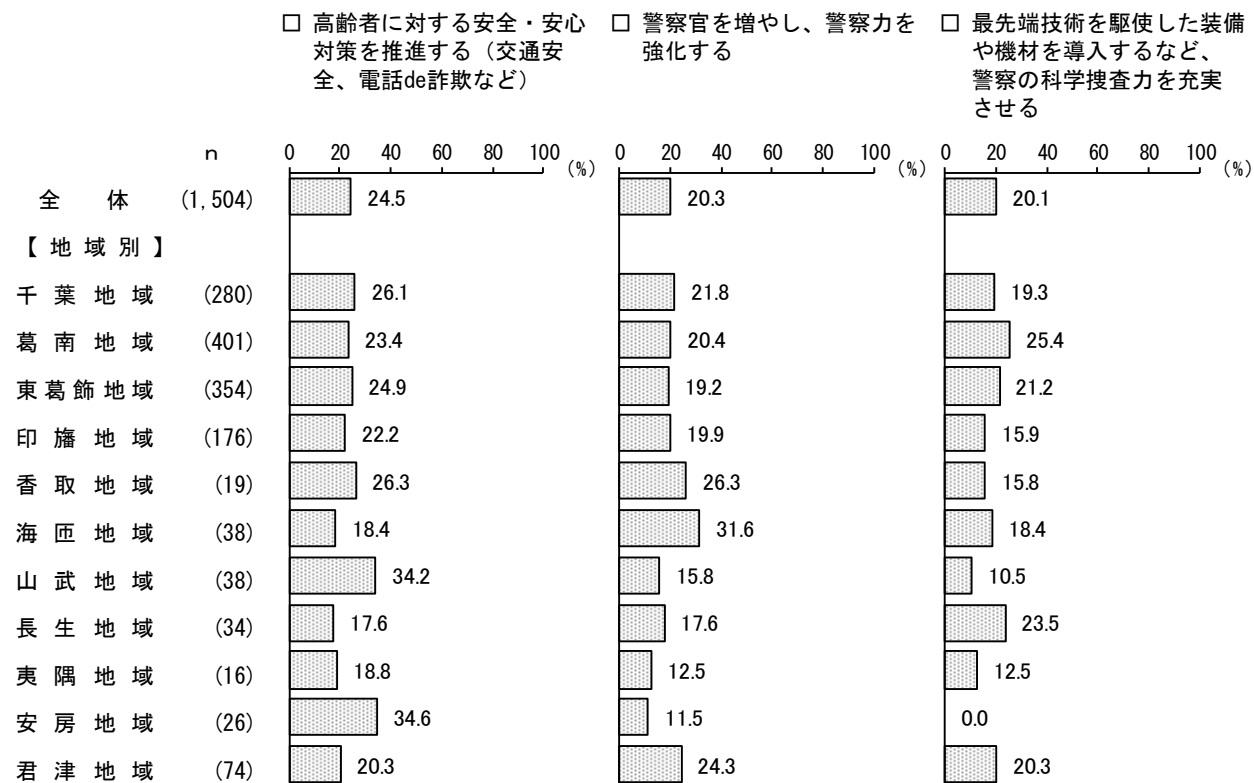 □ 高齢者に対する安全・安心
対策を推進する（交通安
全、電話de詐欺など）
□ 警察官を増やし、警察力を
強化する
□ 最先端技術を駆使した装備
や機材を導入するなど、
警察の科学捜査力を充実
させる
n 0 20 40 60 80 100 (%) 0 20 40 60 80 100 (%) 0 20 40 60 80 100 (%)
全体 (1,504) 24.5 20.3 20.1
【地域別】
千葉地域 (280) 26.1 21.8 19.3
葛南地域 (401) 23.4 20.4 25.4
東葛飾地域 (354) 24.9 19.2 21.2
印旛地域 (176) 22.2 19.9 15.9
香取地域 (19) 26.3 26.3 15.8
海匝地域 (38) 18.4 31.6 18.4
山武地域 (38) 34.2 15.8 10.5
長生地域 (34) 17.6 17.6 23.5
夷隅地域 (16) 18.8 12.5 12.5
安房地域 (26) 34.6 11.5 0.0
君津地域 (74) 20.3 24.3 20.3